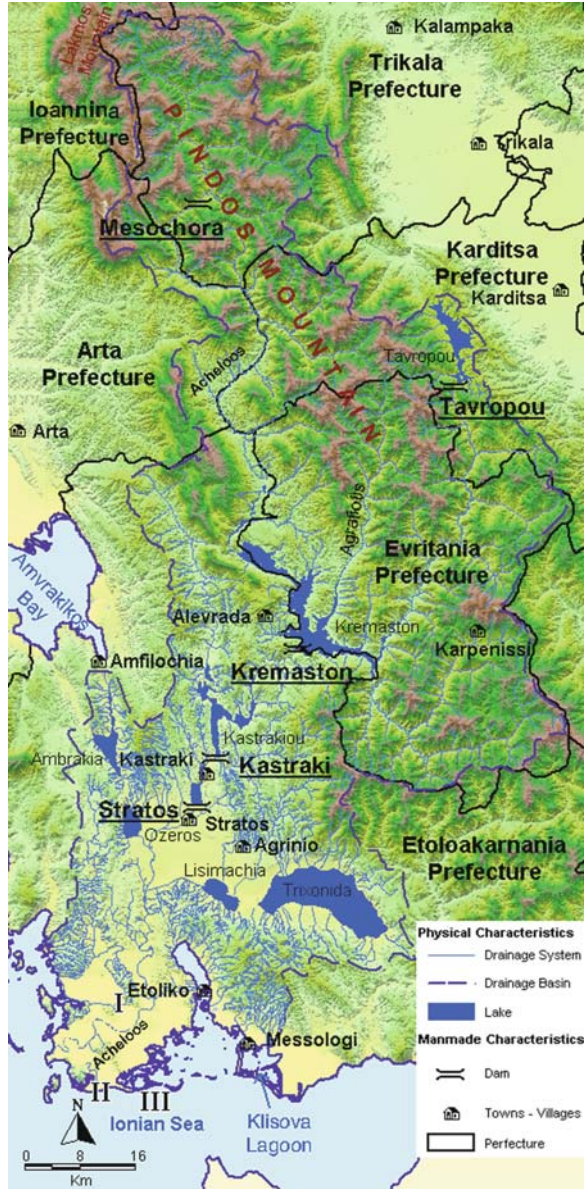 Kalampaka
Lakmos
Mountain
Trikala
Prefecture
Ioannina
Prefecture
Trikala
PINDOS MOUNTAIN
Mesochora
Karditsa
Prefecture
Karditsa
Tavropou
Arta
Prefecture
Acheloos
Tavropou
Arta
Agrafiotis
Evritania
Prefecture
Amvrakikos
Bay
Alevrada
Kremaston
Karpenissi
Amfilochia
Kremaston
Kastrakiou
Ambrakia
Kastraki
Kastraki
Stratos
Stratos
Ozeros
Agrinio
Etoloakarnania
Prefecture
Lisimachia
Trixonida
Physical Characteristics
Drainage System
Drainage Basin
Lake
Manmade Characteristics
Dam
Towns - Villages
Perfecture
Etoliko
I
Acheloos
Messologi
II
III
N
Ionian Sea
Klisova
Lagoon
0 8 16
Km